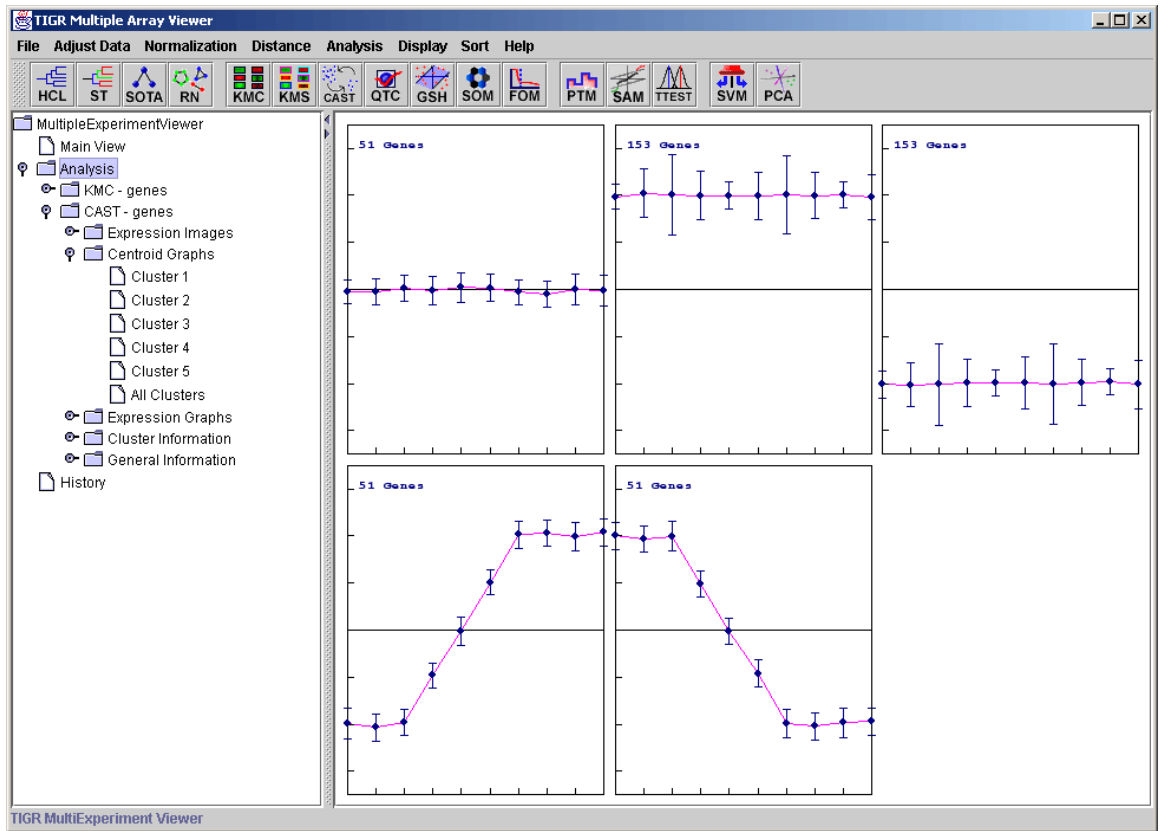 TIGR Multiple Array Viewer
File Adjust Data Normalization Distance Analysis Display Sort Help
HCL ST SOTA RN KMC KMS CAST QTC GSH SOM FOM PTM SAM TTEST SVM PCA
MultipleExperimentViewer
Main View
Analysis
KMC - genes
CAST - genes
Expression Images
Centroid Graphs
Cluster 1
Cluster 2
Cluster 3
Cluster 4
Cluster 5
All Clusters
Expression Graphs
Cluster Information
General Information
History
51 Genes
153 Genes
153 Genes
51 Genes
51 Genes
TIGR MultiExperiment Viewer